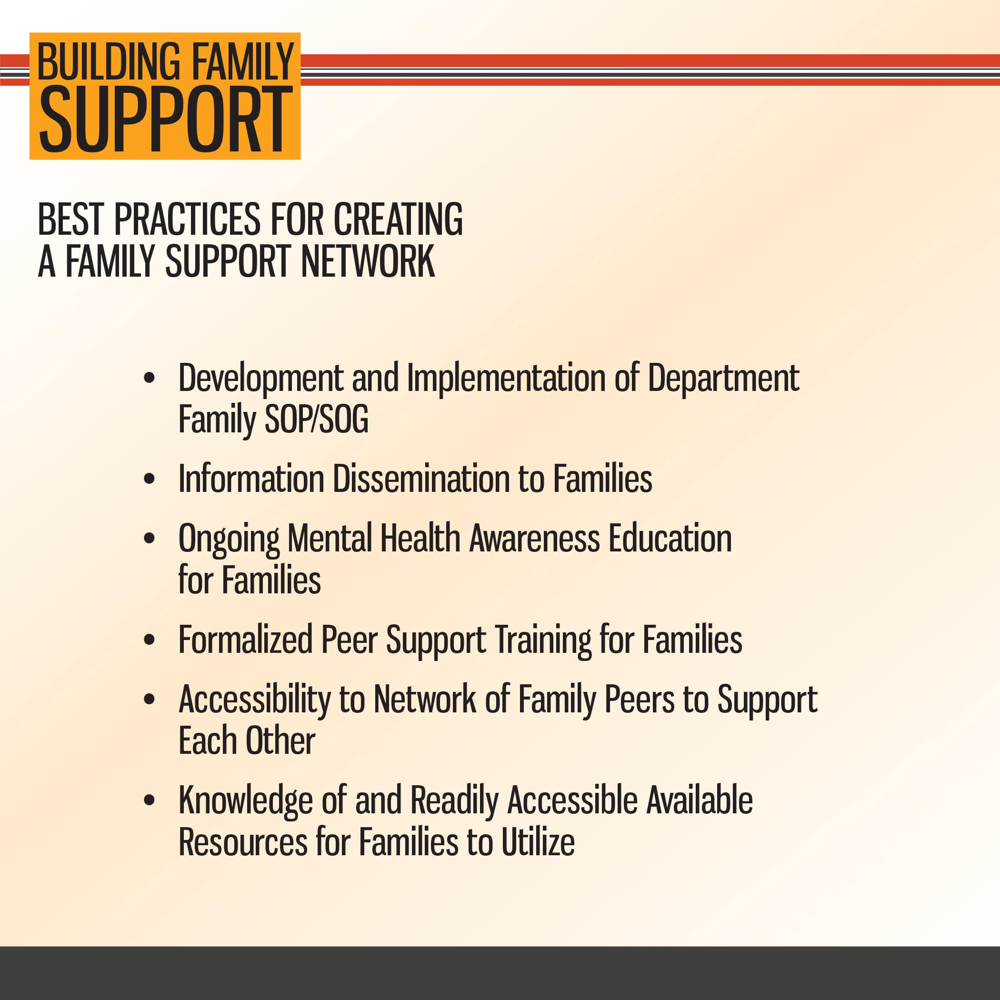 BUILDING FAMILY
SUPPORT
BEST PRACTICES FOR CREATING
A FAMILY SUPPORT NETWORK
• Development and Implementation of Department
Family SOP/SOG
• Information Dissemination to Families
• Ongoing Mental Health Awareness Education
for Families
• Formalized Peer Support Training for Families
• Accessibility to Network of Family Peers to Support
Each Other
• Knowledge of and Readily Accessible Available
Resources for Families to Utilize